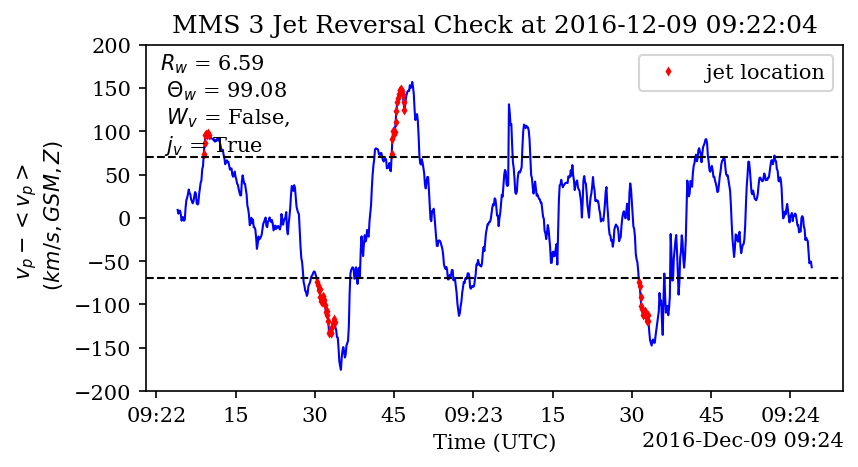 MMS 3 Jet Reversal Check at 2016-12-09 09:22:04
R_w = 6.59
Θ_w = 99.08
W_v = False,
j_v = True
jet location
v_p − < v_p >
(km/s, GSM, Z)
200
150
100
50
0
−50
−100
−150
−200
09:22 15 30 45 09:23 15 30 45 09:24
Time (UTC)
2016-Dec-09 09:24